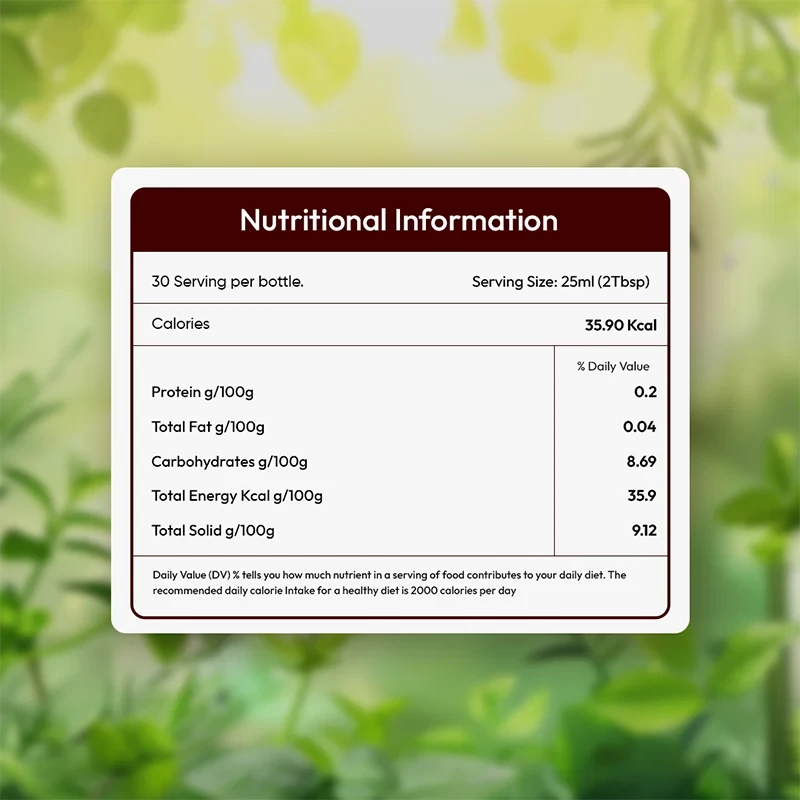 Nutritional Information
30 Serving per bottle. Serving Size: 25ml (2Tbsp)
Calories 35.90 Kcal
% Daily Value
Protein g/100g 0.2
Total Fat g/100g 0.04
Carbohydrates g/100g 8.69
Total Energy Kcal g/100g 35.9
Total Solid g/100g 9.12
Daily Value (DV) % tells you how much nutrient in a serving of food contributes to your daily diet. The
recommended daily calorie Intake for a healthy diet is 2000 calories per day